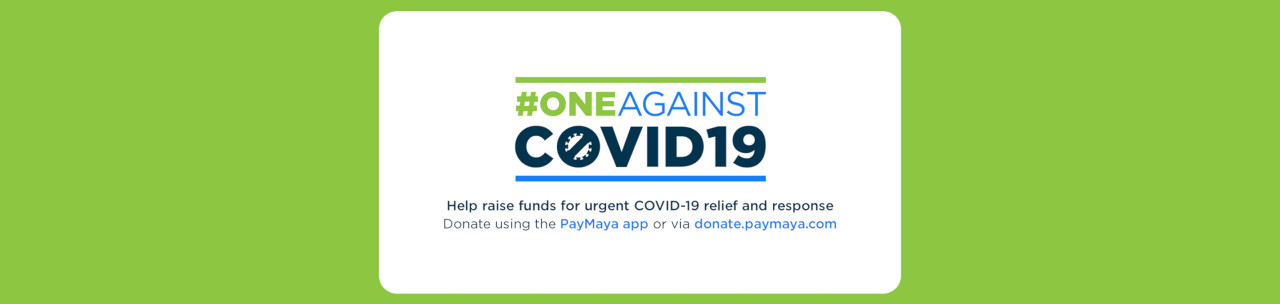 #ONEAGAINST
COVID19
Help raise funds for urgent COVID-19 relief and response
Donate using the PayMaya app or via donate.paymaya.com